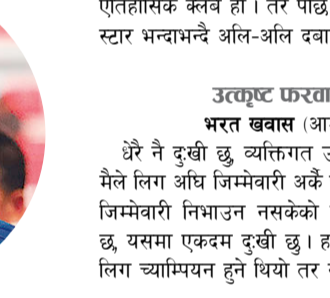 ऐतिहासिक क्लब हो । तर पछि
स्टार भन्दाभन्दै अलि-अलि दबा
उत्कृष्ट फरवा
भरत खवास (आ
धेरै नै दुःखी छु, व्यक्तिगत उ
मैले लिग अघि जिम्मेवारी अर्कै
जिम्मेवारी निभाउन नसकेको
छ, यसमा एकदम दुःखी छु । ह
लिग च्याम्पियन हुने थियो तर